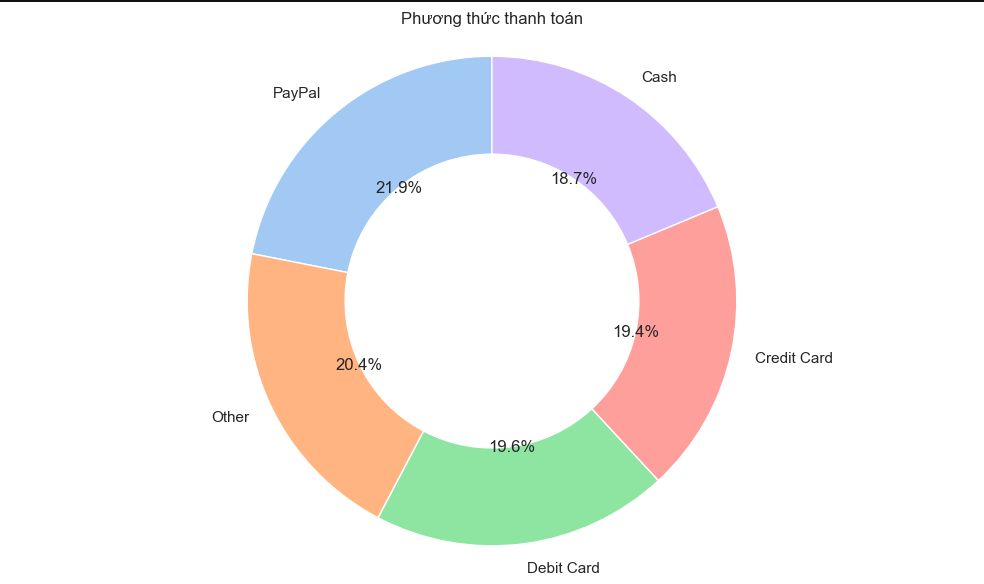 Phương thức thanh toán
Cash
PayPal
18.7%
21.9%
19.4%
Credit Card
20.4%
Other
19.6%
Debit Card